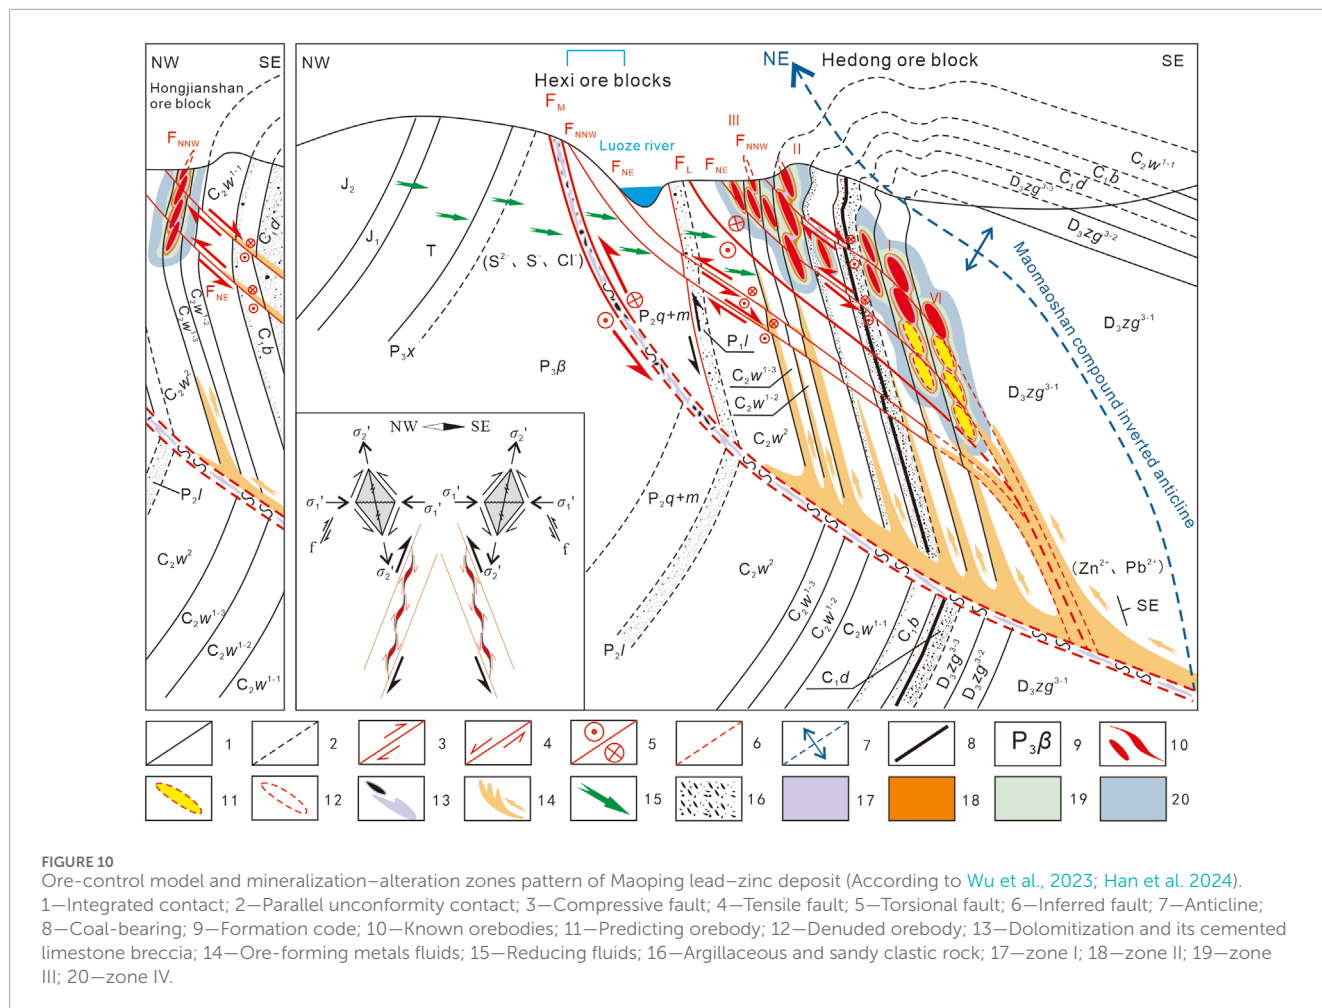 NW SE
Hongjianshan
ore block
F_NNW
C₂w¹⁻¹
C₁d
F_NE
C₂w¹⁻²
C₂w¹⁻³
C₁b
C₂w²
P₂l
C₂w²
C₂w¹⁻³
C₂w¹⁻²
C₂w¹⁻¹
NW NE Hedong ore block SE
Hexi ore blocks
F_M
F_NNW
Luoze river
F_NE
F_L
F_NE
III
F_NNW
II
C₂w¹⁻¹
C₁b
C₁d
D₃zg³⁻³
D₃zg³⁻²
J₂
J₁
T
(S²⁻、S⁻、Cl⁻)
P₃x
P₃β
P₂q+m
P₁l
C₂w¹⁻³
C₂w¹⁻²
C₂w²
I
VI
D₃zg³⁻¹
D₃zg³⁻¹
Maomaoshan compound inverted anticline
(Zn²⁺、Pb²⁺)
SE
NW SE
σ₂' σ₂'
σ₁' σ₁' σ₁' σ₁'
f f
σ₂' σ₂'
P₂q+m
P₂l
C₂w²
C₂w¹⁻³
C₂w¹⁻²
C₂w¹⁻¹
C₁b
C₁d
D₃zg³⁻³
D₃zg³⁻²
D₃zg³⁻¹
1 2 3 4 5 6 7 8 P₃β 9 10
11 12 13 14 15 16 17 18 19 20
FIGURE 10
Ore-control model and mineralization–alteration zones pattern of Maoping lead–zinc deposit (According to Wu et al., 2023; Han et al. 2024).
1—Integrated contact; 2—Parallel unconformity contact; 3—Compressive fault; 4—Tensile fault; 5—Torsional fault; 6—Inferred fault; 7—Anticline;
8—Coal-bearing; 9—Formation code; 10—Known orebodies; 11—Predicting orebody; 12—Denuded orebody; 13—Dolomitization and its cemented
limestone breccia; 14—Ore-forming metals fluids; 15—Reducing fluids; 16—Argillaceous and sandy clastic rock; 17—zone I; 18—zone II; 19—zone
III; 20—zone IV.